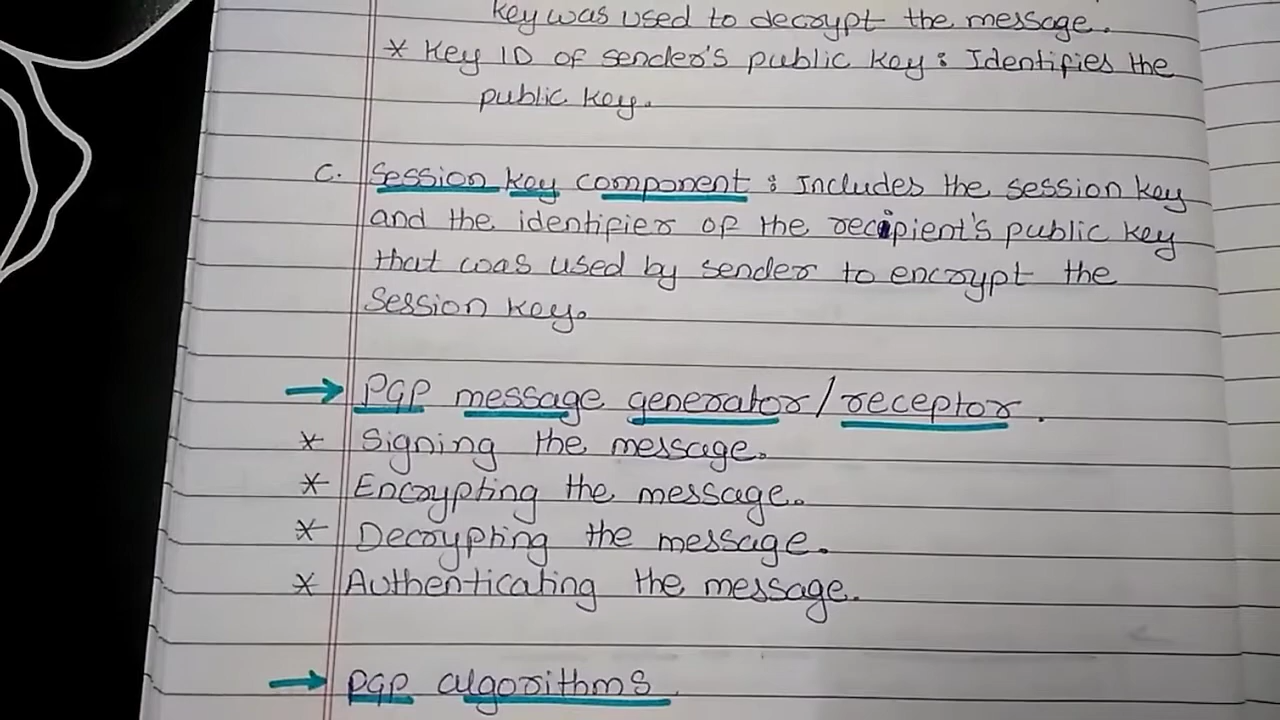 key was used to decrypt the message.
* Key ID of sender's public key : Identifies the
public key.
C. Session key component : Includes the session key
and the identifier of the recipient's public key
that was used by sender to encrypt the
session key.
→ PGP message generator/receptor.
* Signing the message.
* Encrypting the message.
* Decrypting the message.
* Authenticating the message.
→ PGP algorithms.